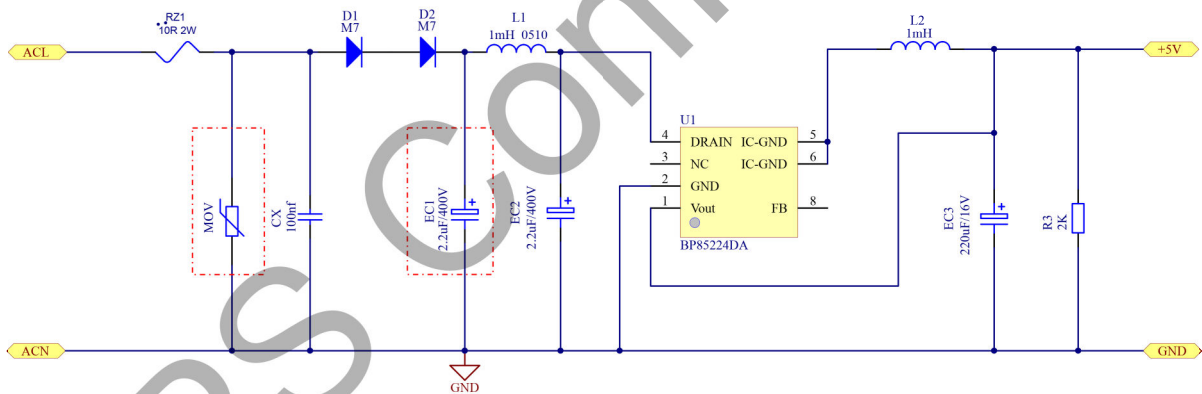 RZ1
10R 2W
D1
M7
D2
M7
L1
1mH 0510
L2
1mH
ACL
+5V
U1
4 DRAIN IC-GND 5
3 NC IC-GND 6
2 GND
1 Vout FB 8
BP85224DA
MOV
CX
100nf
EC1
2.2uF/400V
EC2
2.2uF/400V
EC3
220uF/16V
R3
2K
ACN
GND
GND